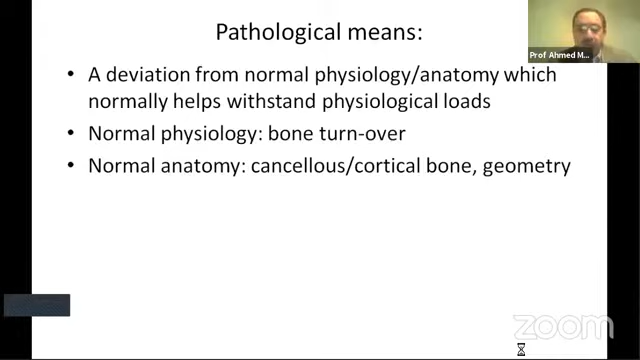 Pathological means:
Prof Ahmed M...
• A deviation from normal physiology/anatomy which
normally helps withstand physiological loads
• Normal physiology: bone turn-over
• Normal anatomy: cancellous/cortical bone, geometry
zoom